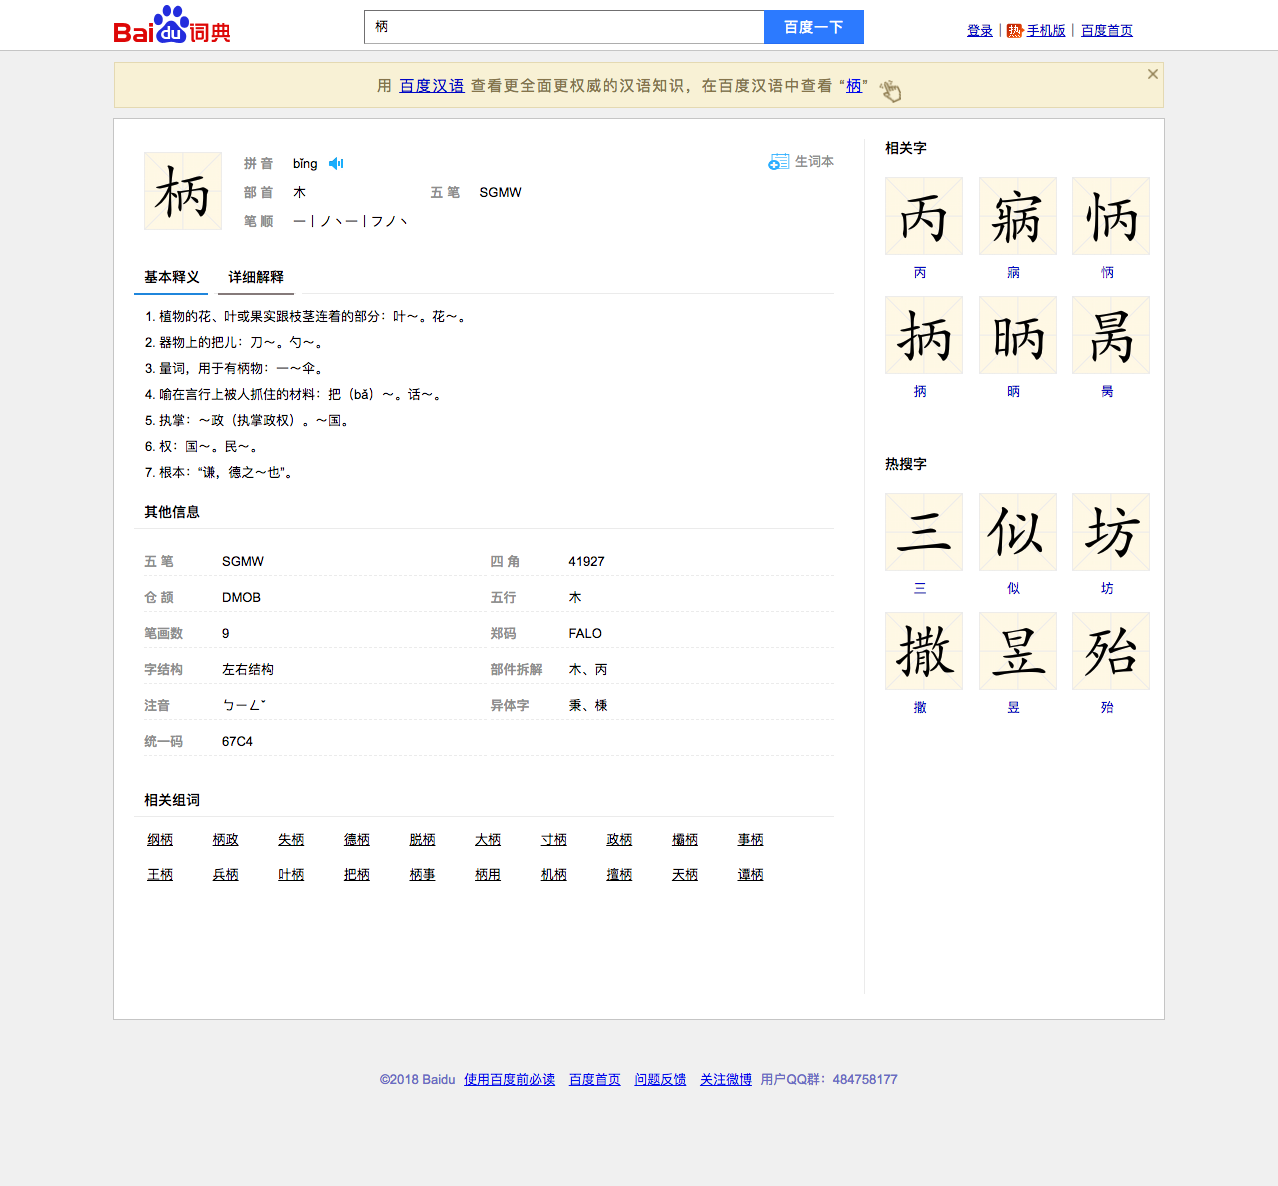 Baidu词典
柄
百度一下
登录 | 热 手机版 | 百度首页
用 百度汉语 查看更全面更权威的汉语知识，在百度汉语中查看 “柄”
柄
拼 音 bǐng
生词本
部 首 木 五 笔 SGMW
笔 顺 一丨ノ丶一丨フノ丶
基本释义 详细解释
1. 植物的花、叶或果实跟枝茎连着的部分：叶～。花～。
2. 器物上的把儿：刀～。勺～。
3. 量词，用于有柄物：一～伞。
4. 喻在言行上被人抓住的材料：把（bǎ）～。话～。
5. 执掌：～政（执掌政权）。～国。
6. 权：国～。民～。
7. 根本：“谦，德之～也”。
其他信息
五 笔 SGMW 四 角 41927
仓 颉 DMOB 五行 木
笔画数 9 郑码 FALO
字结构 左右结构 部件拆解 木、丙
注音 ㄅㄧㄥˇ 异体字 秉、棅
统一码 67C4
相关组词
纲柄 柄政 失柄 德柄 脱柄 大柄 寸柄 政柄 欛柄 事柄
王柄 兵柄 叶柄 把柄 柄事 柄用 机柄 擅柄 天柄 谭柄
相关字
丙 寎 怲
丙 寎 怲
抦 昞 昺
抦 昞 昺
热搜字
三 似 坊
三 似 坊
撒 昱 殆
撒 昱 殆
©2018 Baidu 使用百度前必读 百度首页 问题反馈 关注微博 用户QQ群：484758177